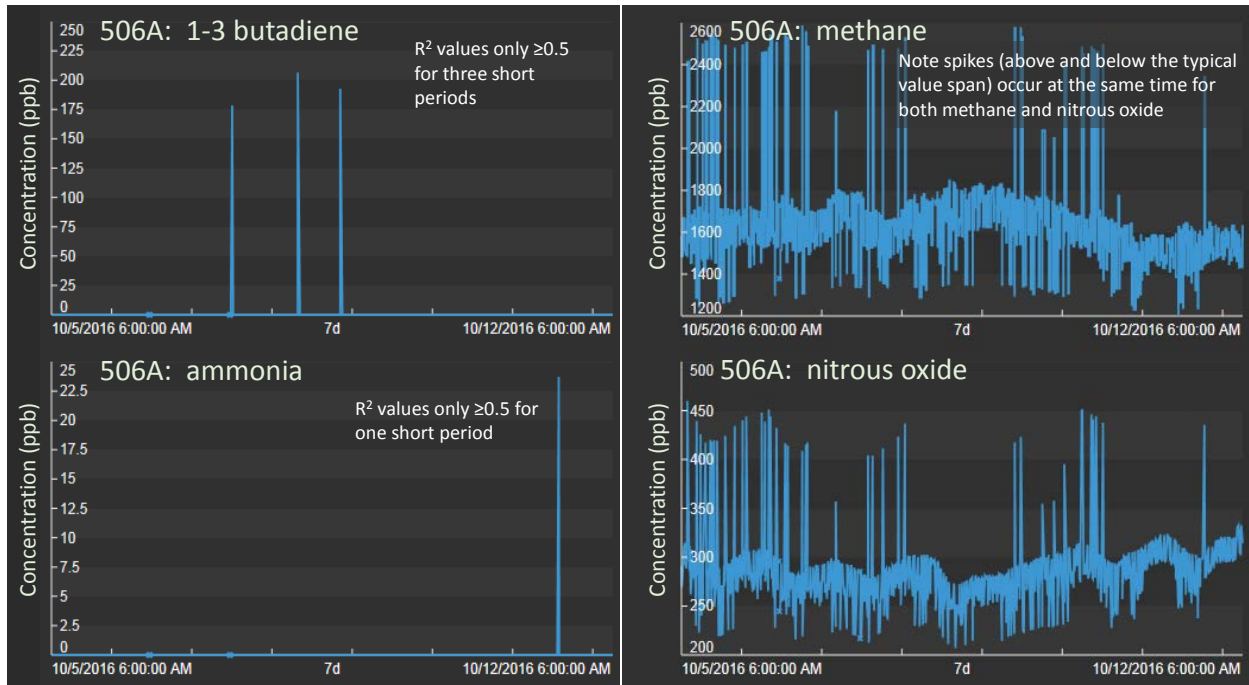 506A: 1-3 butadiene
R² values only ≥0.5
for three short
periods
Concentration (ppb)
250
225
200
175
150
125
100
75
50
25
0
10/5/2016 6:00:00 AM 7d 10/12/2016 6:00:00 AM
506A: methane
Note spikes (above and below the typical
value span) occur at the same time for
both methane and nitrous oxide
Concentration (ppb)
2600
2400
2200
2000
1800
1600
1400
1200
10/5/2016 6:00:00 AM 7d 10/12/2016 6:00:00 AM
506A: ammonia
R² values only ≥0.5 for
one short period
Concentration (ppb)
25
22.5
20
17.5
15
12.5
10
7.5
5
2.5
0
10/5/2016 6:00:00 AM 7d 10/12/2016 6:00:00 AM
506A: nitrous oxide
Concentration (ppb)
500
450
400
350
300
250
200
10/5/2016 6:00:00 AM 7d 10/12/2016 6:00:00 AM